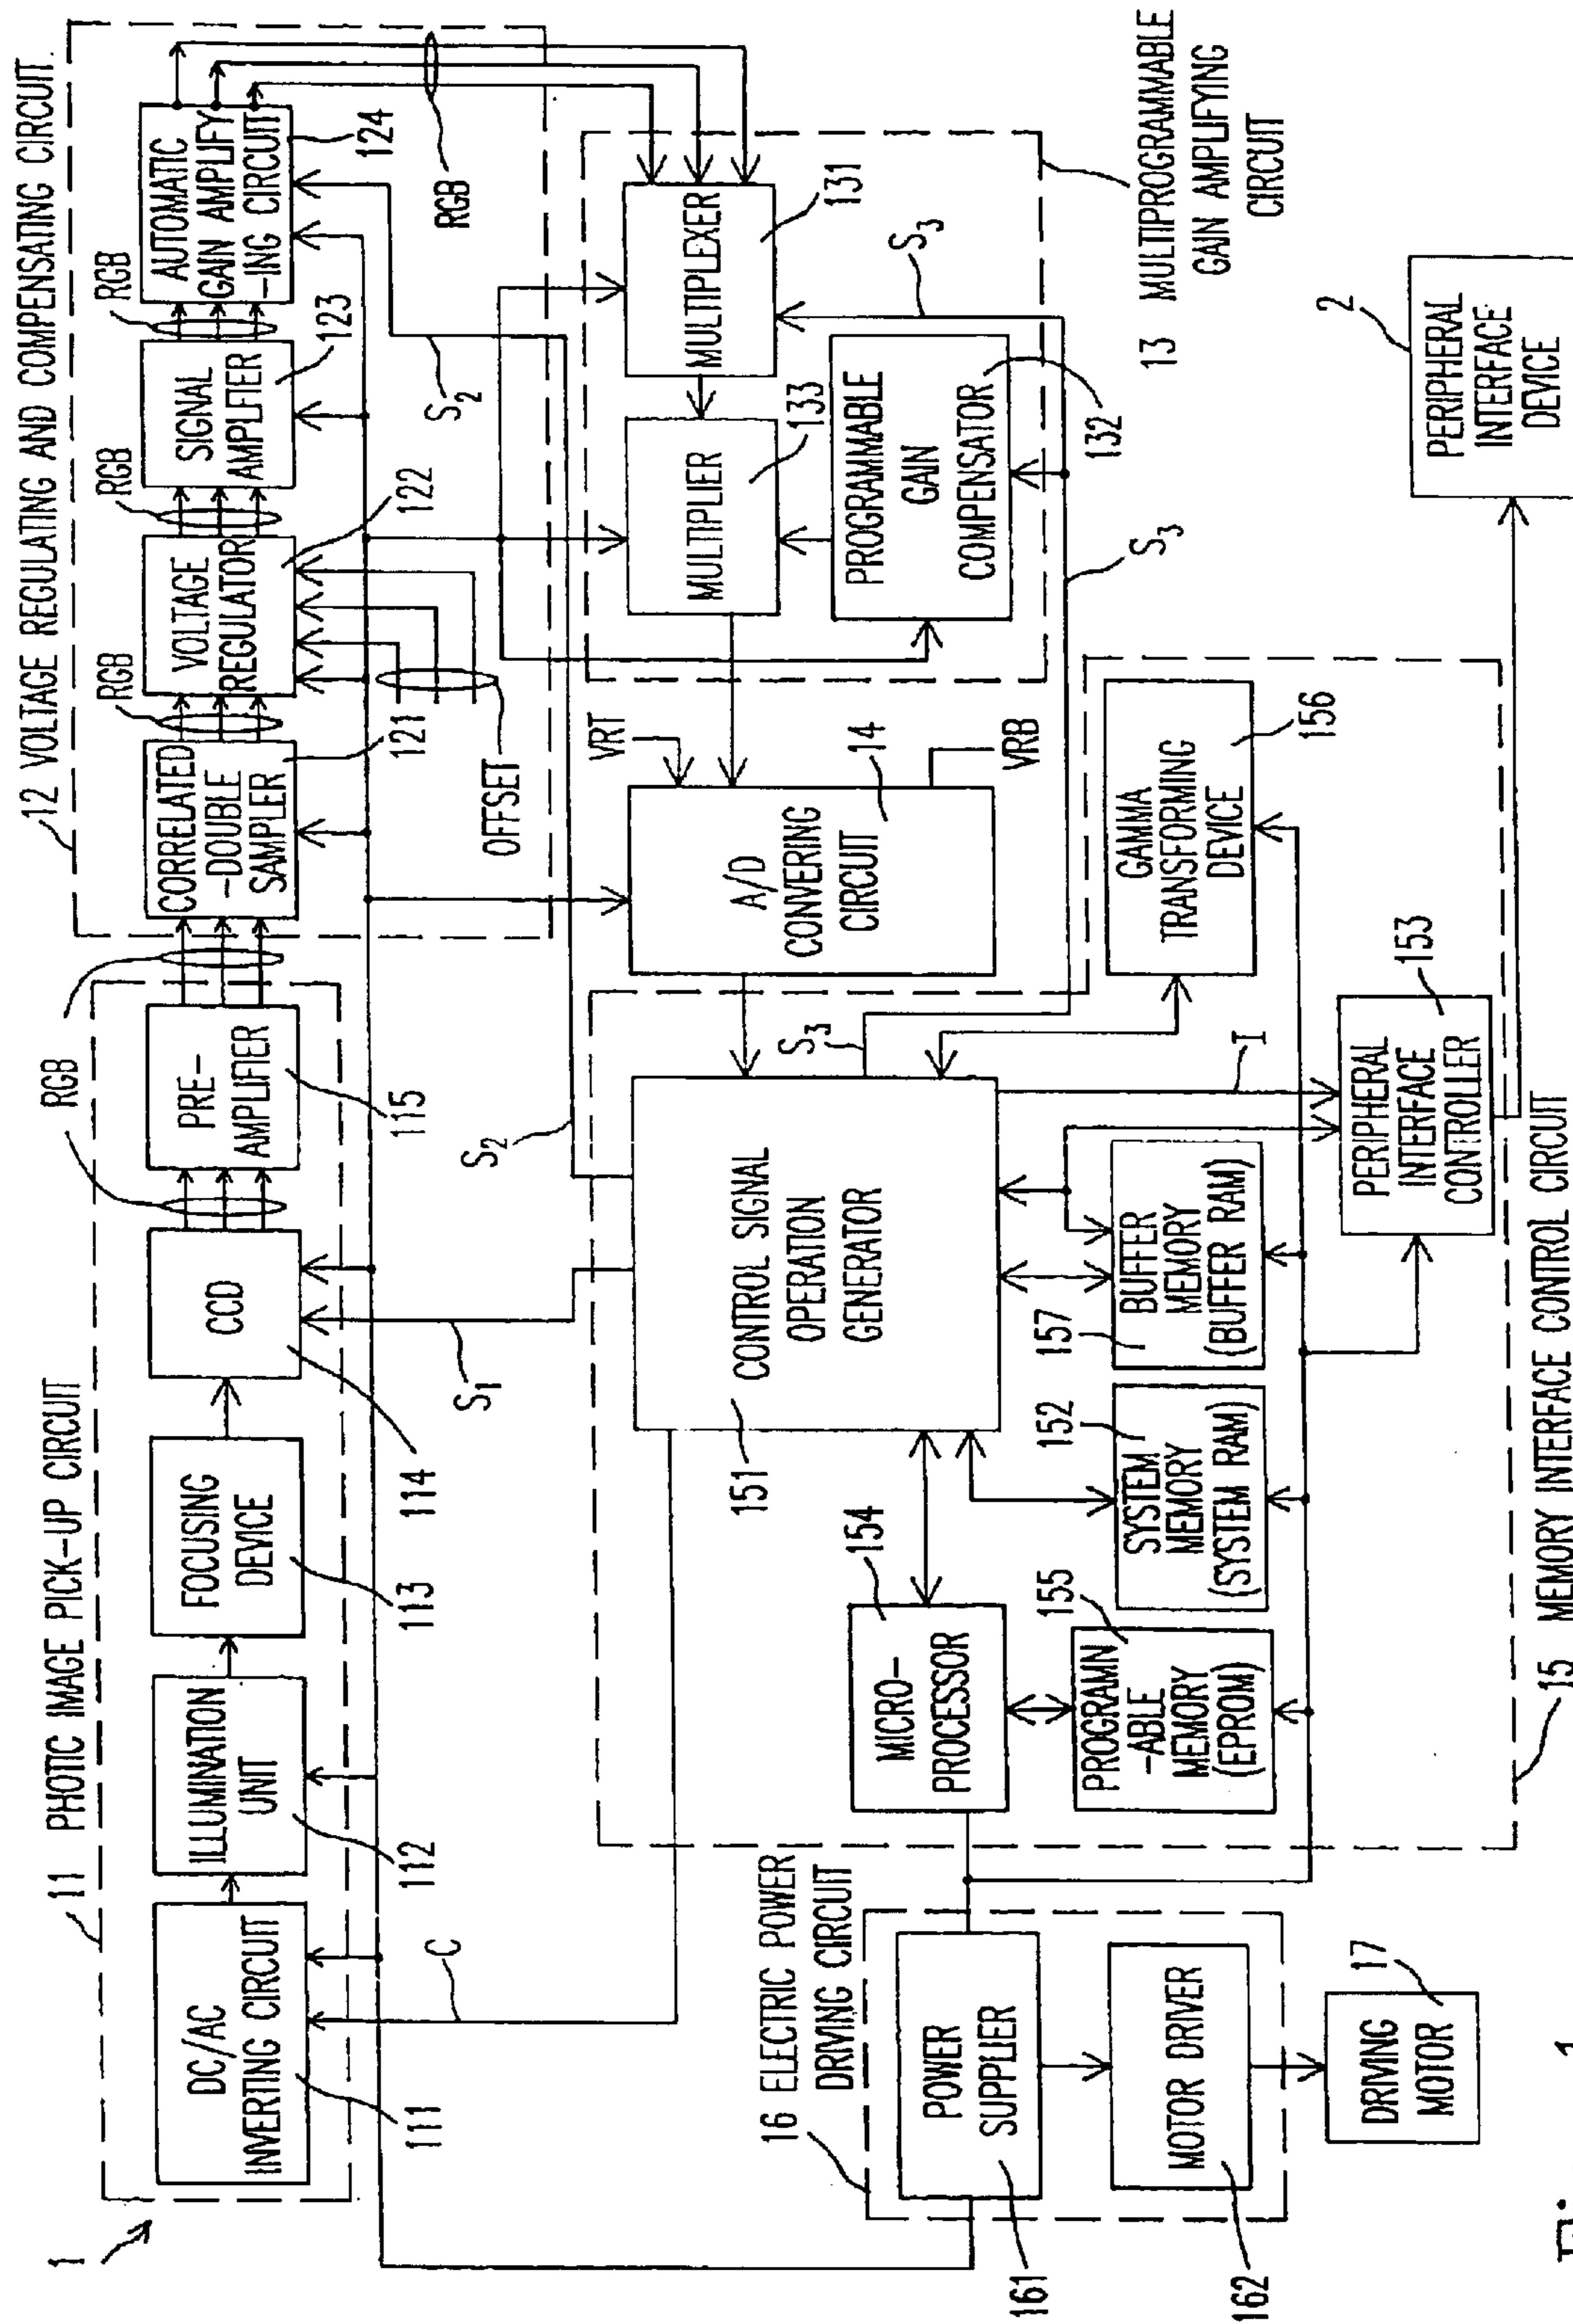 1
11 PHOTIC IMAGE PICK-UP CIRCUIT
DC/AC
INVERTING CIRCUIT
111
ILLUMINATION
UNIT
112
FOCUSING
DEVICE
113
CCD
114
RGB
PRE-
AMPLIFIER
115
RGB
12 VOLTAGE REGULATING AND COMPENSATING CIRCUIT
CORRELATED
-DOUBLE
SAMPLER
121
RGB
VOLTAGE
REGULATOR
122
OFFSET
RGB
SIGNAL
AMPLIFIER
123
RGB
AUTOMATIC
GAIN AMPLIFY
-ING CIRCUIT
124
RGB
C
S1
S2
S2
MULTIPLEXER
131
MULTIPLIER
133
PROGRAMMABLE
GAIN
COMPENSATOR
132
S3
S3
13 MULTIPROGRAMMABLE
GAIN AMPLIFYING
CIRCUIT
VRT
A/D
CONVERING
CIRCUIT
14
VRB
S3
151
CONTROL SIGNAL
OPERATION
GENERATOR
GAMMA
TRANSFORMING
DEVICE
156
154
MICRO-
PROCESSOR
155
PROGRAMN
-ABLE
MEMORY
(EPROM)
152
SYSTEM
MEMORY
(SYSTEM RAM)
157
BUFFER
MEMORY
(BUFFER RAM)
I
PERIPHERAL
INTERFACE
CONTROLLER
153
2
PERIPHERAL
INTERFACE
DEVICE
16 ELECTRIC POWER
DRIVING CIRCUIT
POWER
SUPPLIER
161
MOTOR DRIVER
162
DRIVING
MOTOR
17
15 MEMORY INTERFACE CONTROL CIRCUIT